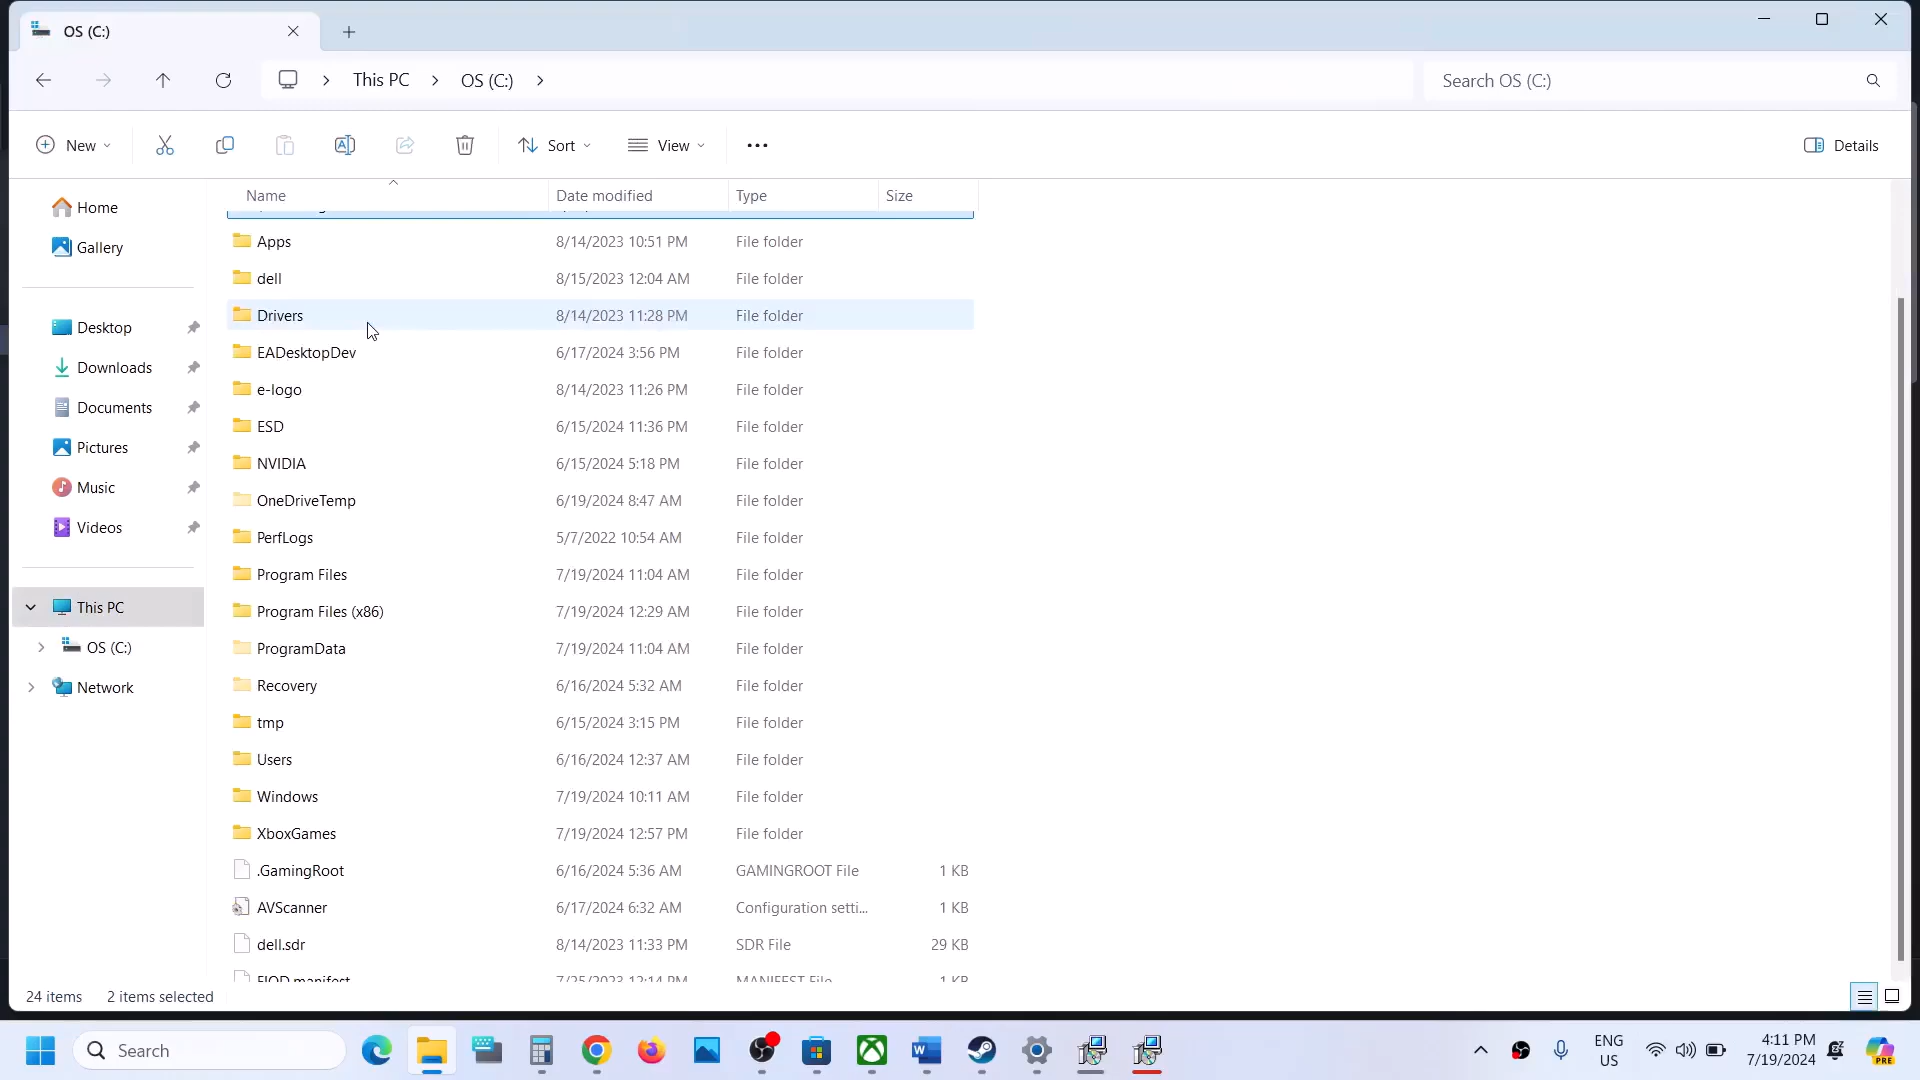 OS (C:)
This PC > OS (C:) >
Search OS (C:)
New
Sort
View
Details
Name Date modified Type Size
Home
Gallery
Desktop
Downloads
Documents
Pictures
Music
Videos
This PC
OS (C:)
Network
Apps 8/14/2023 10:51 PM File folder
dell 8/15/2023 12:04 AM File folder
Drivers 8/14/2023 11:28 PM File folder
EADesktopDev 6/17/2024 3:56 PM File folder
e-logo 8/14/2023 11:26 PM File folder
ESD 6/15/2024 11:36 PM File folder
NVIDIA 6/15/2024 5:18 PM File folder
OneDriveTemp 6/19/2024 8:47 AM File folder
PerfLogs 5/7/2022 10:54 AM File folder
Program Files 7/19/2024 11:04 AM File folder
Program Files (x86) 7/19/2024 12:29 AM File folder
ProgramData 7/19/2024 11:04 AM File folder
Recovery 6/16/2024 5:32 AM File folder
tmp 6/15/2024 3:15 PM File folder
Users 6/16/2024 12:37 AM File folder
Windows 7/19/2024 10:11 AM File folder
XboxGames 7/19/2024 12:57 PM File folder
.GamingRoot 6/16/2024 5:36 AM GAMINGROOT File 1 KB
AVScanner 6/17/2024 6:32 AM Configuration setti... 1 KB
dell.sdr 8/14/2023 11:33 PM SDR File 29 KB
7/25/2023 12:14 PM MANIFEST File 1 KB
24 items 2 items selected
Search
ENG
US
4:11 PM
7/19/2024
PRE